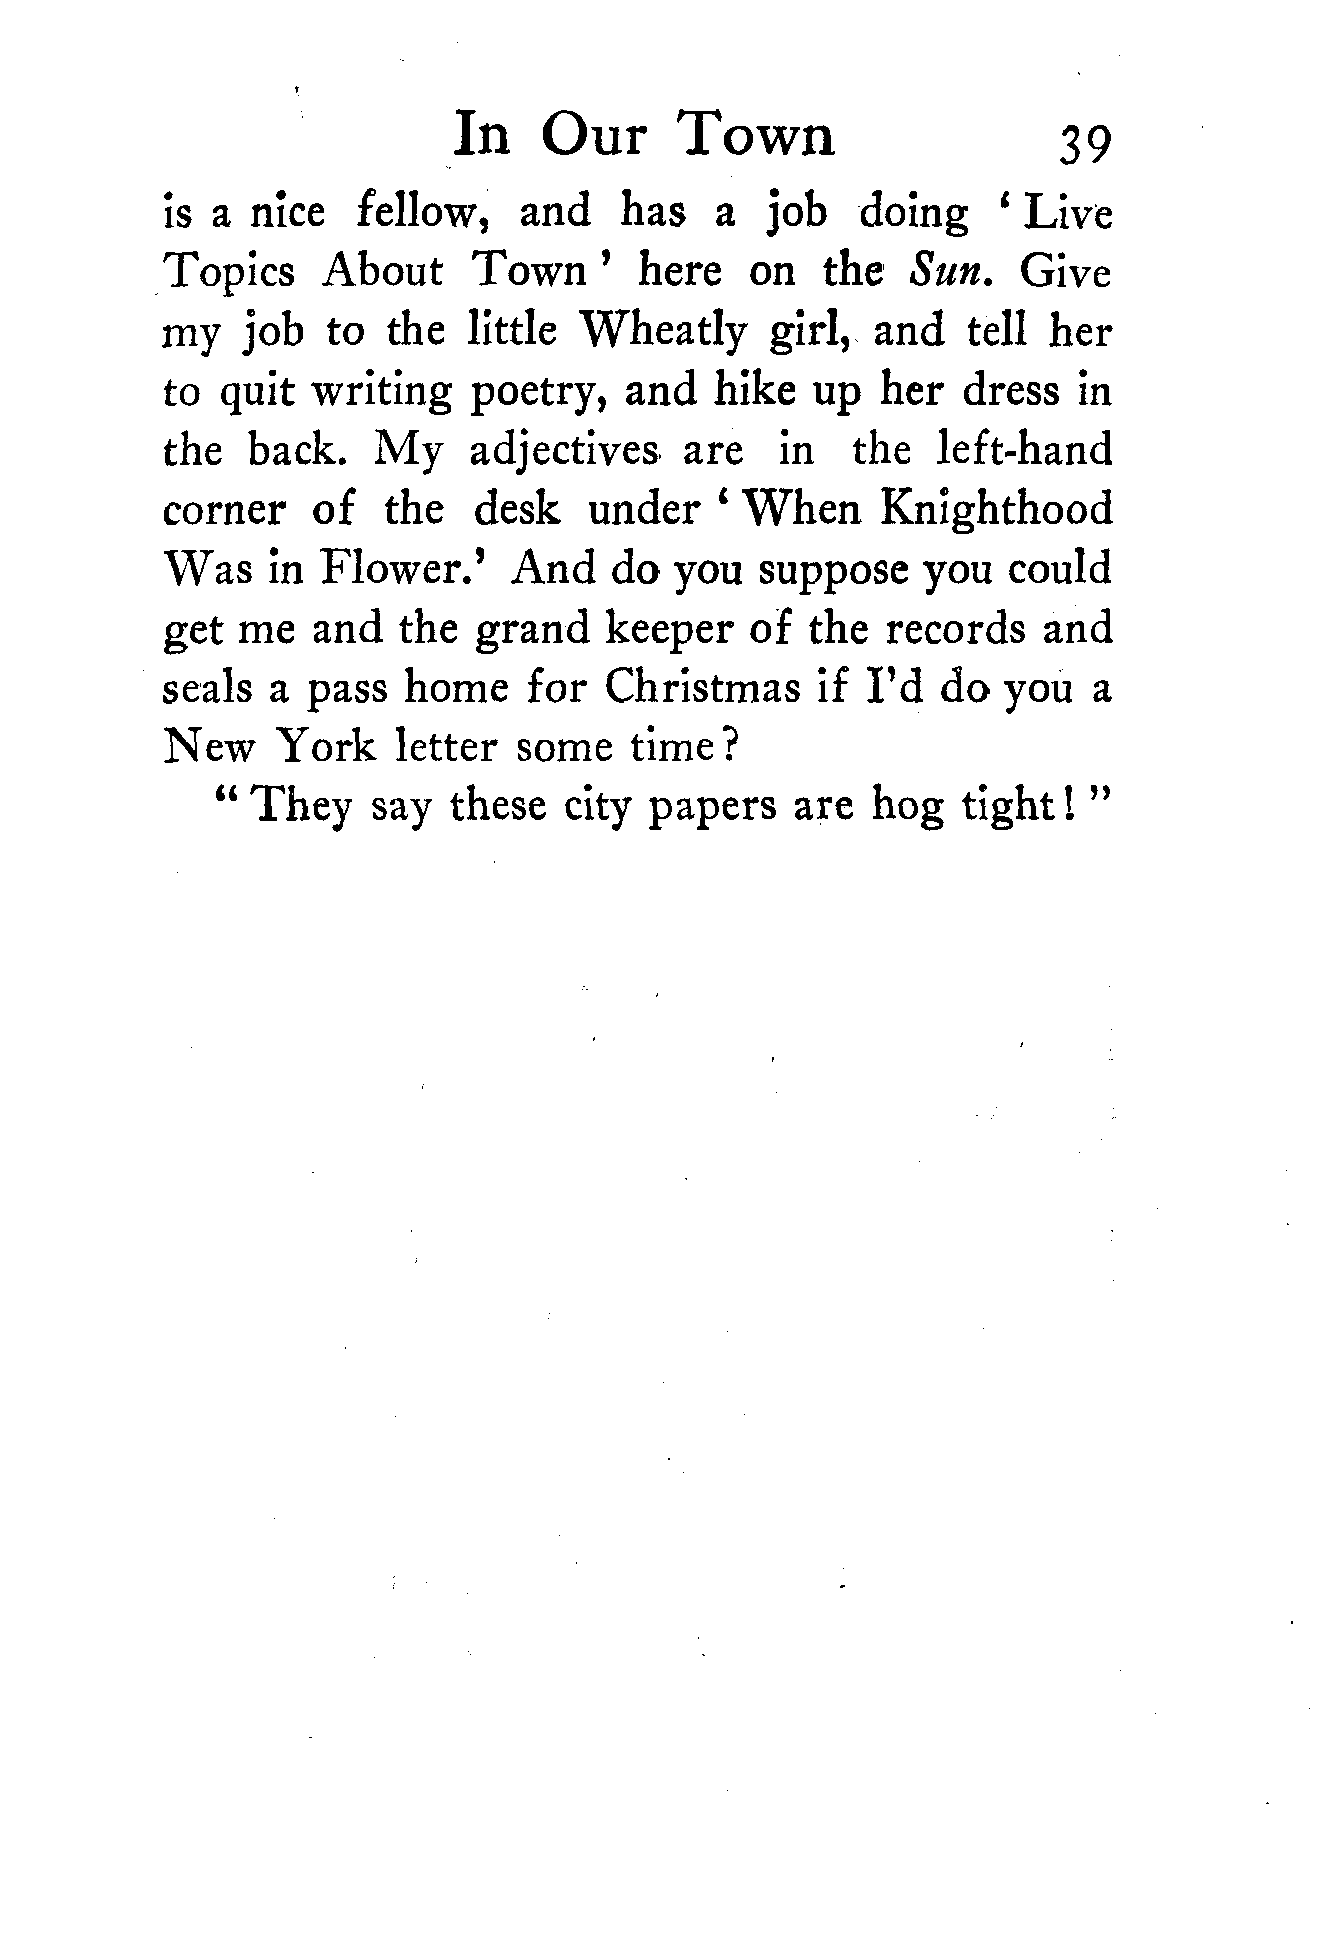 In Our Town 39
is a nice fellow, and has a job doing ‘ Live
Topics About Town ’ here on the Sun. Give
my job to the little Wheatly girl, and tell her
to quit writing poetry, and hike up her dress in
the back. My adjectives are in the left-hand
corner of the desk under ‘ When Knighthood
Was in Flower.’ And do you suppose you could
get me and the grand keeper of the records and
seals a pass home for Christmas if I’d do you a
New York letter some time?
“ They say these city papers are hog tight! ”